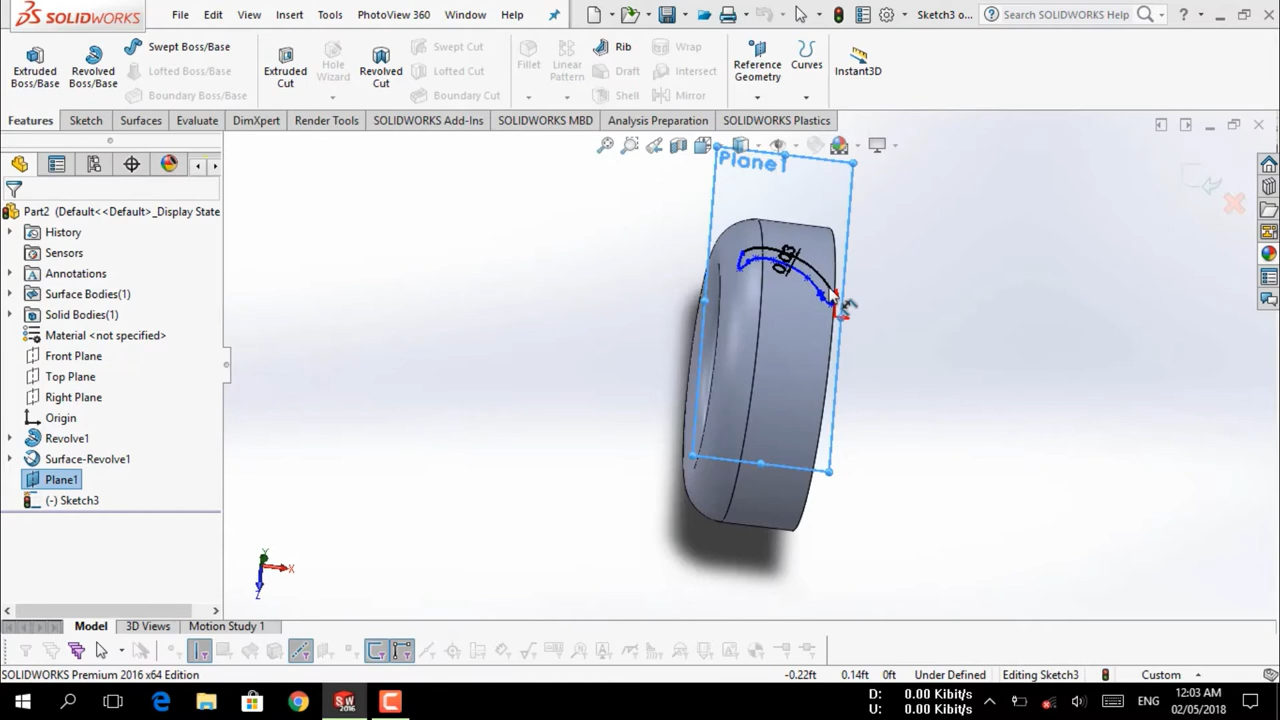 SOLIDWORKS
File Edit View Insert Tools PhotoView 360 Window Help
Sketch3 o...
Search SOLIDWORKS Help
Extruded Boss/Base
Revolved Boss/Base
Swept Boss/Base
Lofted Boss/Base
Boundary Boss/Base
Extruded Cut
Hole Wizard
Revolved Cut
Swept Cut
Lofted Cut
Boundary Cut
Fillet
Linear Pattern
Rib
Draft
Shell
Wrap
Intersect
Mirror
Reference Geometry
Curves
Instant3D
Features Sketch Surfaces Evaluate DimXpert Render Tools SOLIDWORKS Add-Ins SOLIDWORKS MBD Analysis Preparation SOLIDWORKS Plastics
Plane1
Part2 (Default<<Default>_Display State
History
Sensors
Annotations
Surface Bodies(1)
Solid Bodies(1)
Material <not specified>
Front Plane
Top Plane
Right Plane
Origin
Revolve1
Surface-Revolve1
Plane1
(-) Sketch3
0.03
Y
X
Z
Model 3D Views Motion Study 1
SOLIDWORKS Premium 2016 x64 Edition
-0.22ft 0.14ft 0ft Under Defined Editing Sketch3 Custom
SW
2016
D: 0.00 Kibit/s
U: 0.00 Kibit/s
ENG
12:03 AM
02/05/2018